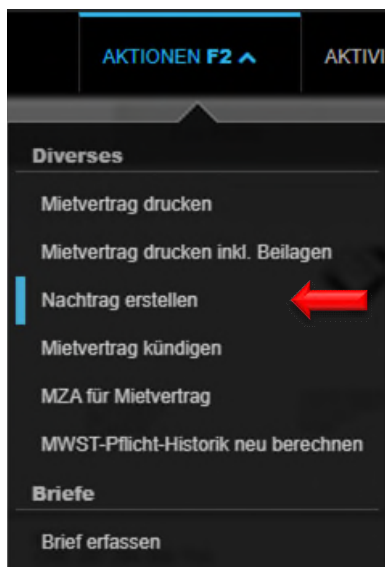 AKTIONEN F2 AKTIVI
Diverses
Mietvertrag drucken
Mietvertrag drucken inkl. Beilagen
Nachtrag erstellen
Mietvertrag kündigen
MZA für Mietvertrag
MWST-Pflicht-Historik neu berechnen
Briefe
Brief erfassen